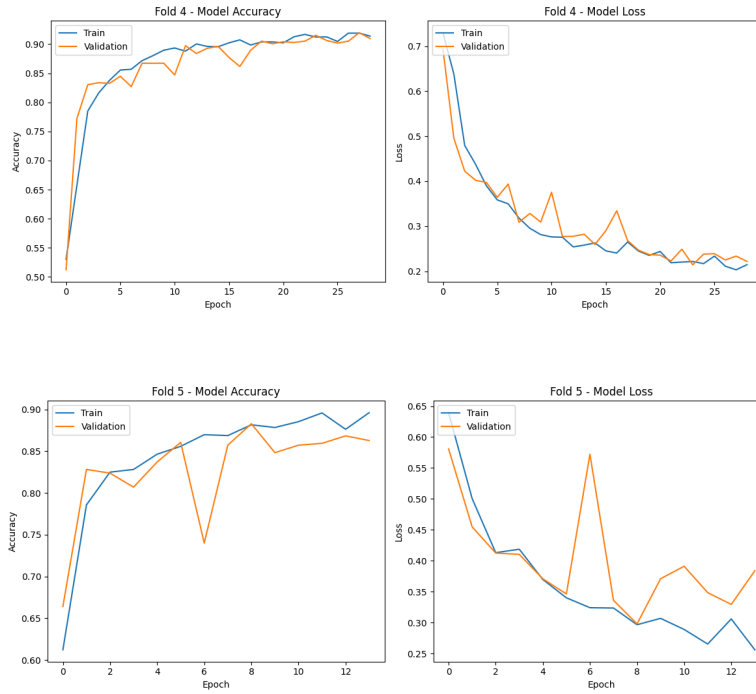 Fold 4 - Model Accuracy
Train
Validation
0.90
0.85
0.80
0.75
0.70
0.65
0.60
0.55
0.50
Accuracy
0 5 10 15 20 25
Epoch
Fold 4 - Model Loss
Train
Validation
0.7
0.6
0.5
0.4
0.3
0.2
Loss
0 5 10 15 20 25
Epoch
Fold 5 - Model Accuracy
Train
Validation
0.90
0.85
0.80
0.75
0.70
0.65
0.60
Accuracy
0 2 4 6 8 10 12
Epoch
Fold 5 - Model Loss
Train
Validation
0.65
0.60
0.55
0.50
0.45
0.40
0.35
0.30
0.25
Loss
0 2 4 6 8 10 12
Epoch